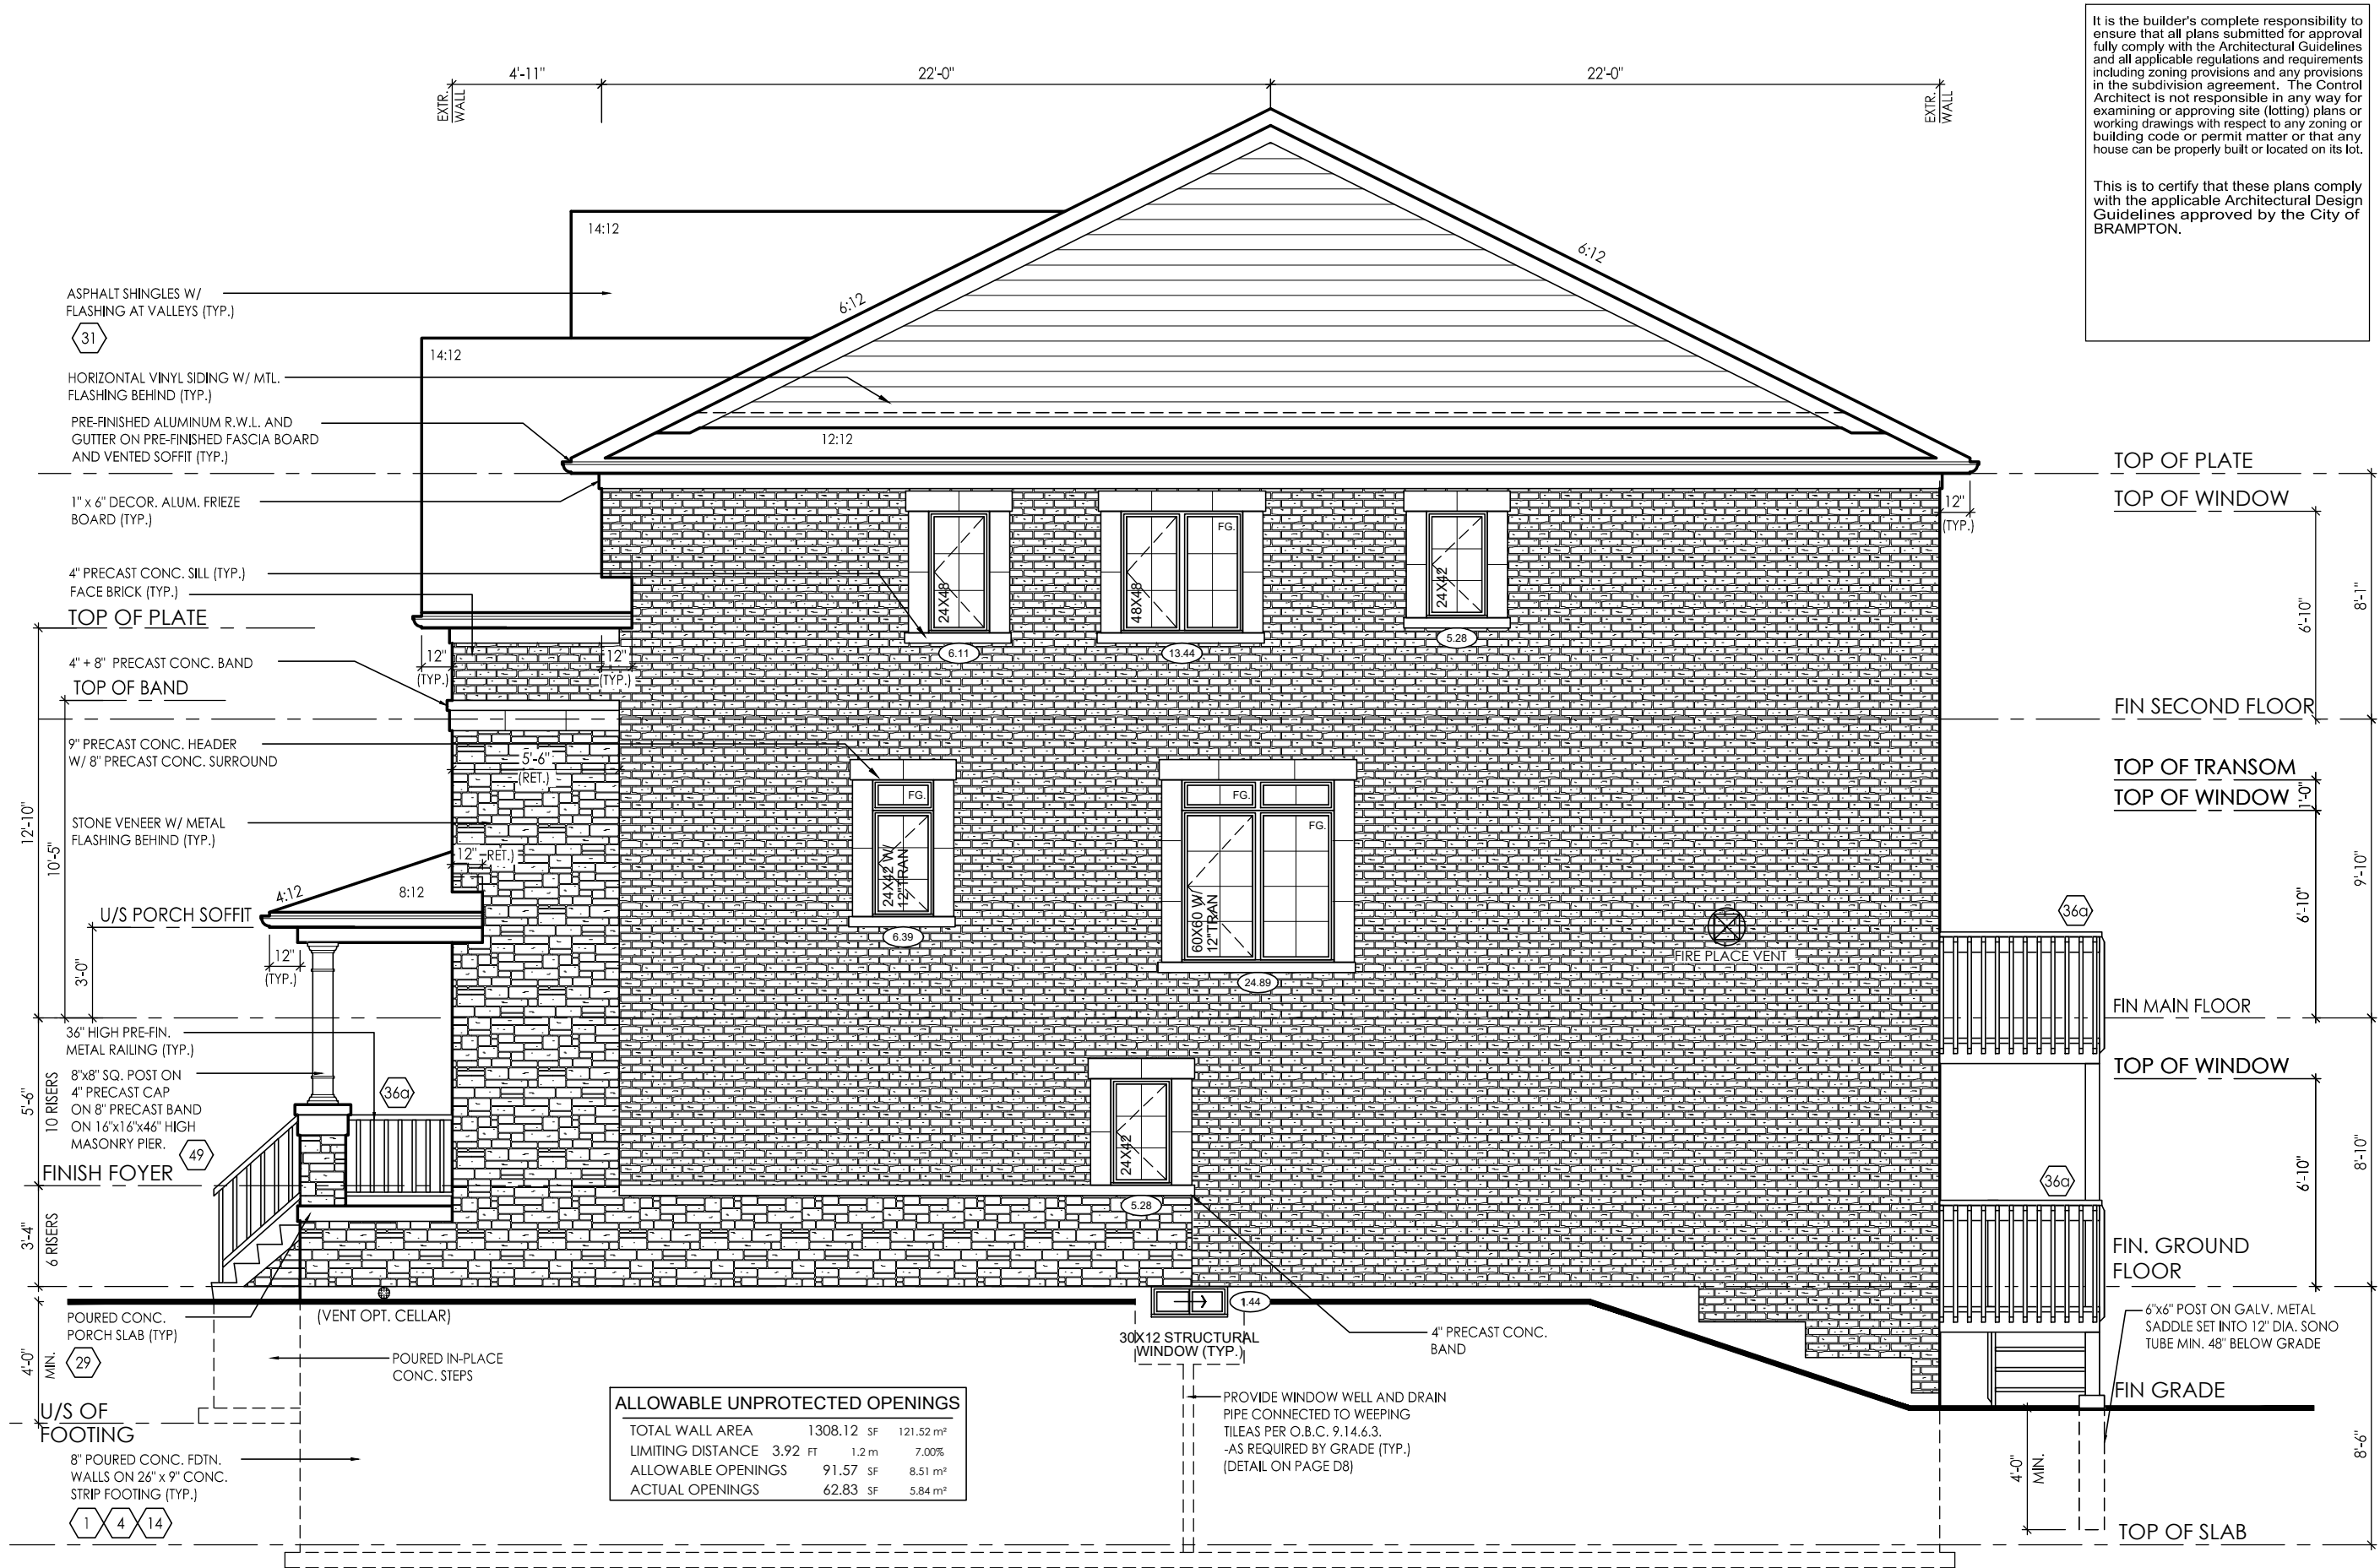 It is the builder's complete responsibility to
ensure that all plans submitted for approval
fully comply with the Architectural Guidelines
and all applicable regulations and requirements
including zoning provisions and any provisions
in the subdivision agreement. The Control
Architect is not responsible in any way for
examining or approving site (lotting) plans or
working drawings with respect to any zoning or
building code or permit matter or that any
house can be properly built or located on its lot.
This is to certify that these plans comply
with the applicable Architectural Design
Guidelines approved by the City of
BRAMPTON.
4'-11"
22'-0"
22'-0"
EXTR.
WALL
EXTR.
WALL
14:12
6:12
6:12
14:12
12:12
ASPHALT SHINGLES W/
FLASHING AT VALLEYS (TYP.)
31
HORIZONTAL VINYL SIDING W/ MTL.
FLASHING BEHIND (TYP.)
PRE-FINISHED ALUMINUM R.W.L. AND
GUTTER ON PRE-FINISHED FASCIA BOARD
AND VENTED SOFFIT (TYP.)
1" x 6" DECOR. ALUM. FRIEZE
BOARD (TYP.)
4" PRECAST CONC. SILL (TYP.)
FACE BRICK (TYP.)
TOP OF PLATE
4" + 8" PRECAST CONC. BAND
TOP OF BAND
9" PRECAST CONC. HEADER
W/ 8" PRECAST CONC. SURROUND
STONE VENEER W/ METAL
FLASHING BEHIND (TYP.)
12'-10"
10'-5"
U/S PORCH SOFFIT
3'-0"
36" HIGH PRE-FIN.
METAL RAILING (TYP.)
8"x8" SQ. POST ON
4" PRECAST CAP
ON 8" PRECAST BAND
ON 16"x16"x46" HIGH
MASONRY PIER.
49
5'-6"
10 RISERS
FINISH FOYER
3'-4"
6 RISERS
POURED CONC.
PORCH SLAB (TYP)
29
4'-0"
MIN.
U/S OF
FOOTING
8" POURED CONC. FDTN.
WALLS ON 26" x 9" CONC.
STRIP FOOTING (TYP.)
1
4
14
12"
(TYP.)
12"
(TYP.)
5'-6"
(RET.)
12"
RET.)
4:12
8:12
12"
(TYP.)
36a
(VENT OPT. CELLAR)
POURED IN-PLACE
CONC. STEPS
24X48
6.11
48X48
FG.
13.44
24X42
5.28
FG.
24X42 W/
12"TRAN
6.39
FG.
FG.
60X60 W/
12"TRAN
24.89
FIRE PLACE VENT
24X42
5.28
1.44
30X12 STRUCTURAL
WINDOW (TYP.)
4" PRECAST CONC.
BAND
PROVIDE WINDOW WELL AND DRAIN
PIPE CONNECTED TO WEEPING
TILEAS PER O.B.C. 9.14.6.3.
-AS REQUIRED BY GRADE (TYP.)
(DETAIL ON PAGE D8)
ALLOWABLE UNPROTECTED OPENINGS
TOTAL WALL AREA 1308.12 SF 121.52 m²
LIMITING DISTANCE 3.92 FT 1.2 m 7.00%
ALLOWABLE OPENINGS 91.57 SF 8.51 m²
ACTUAL OPENINGS 62.83 SF 5.84 m²
12"
(TYP.)
TOP OF PLATE
TOP OF WINDOW
6'-10"
8'-1"
FIN SECOND FLOOR
TOP OF TRANSOM
1'-0"
TOP OF WINDOW
6'-10"
9'-10"
36a
FIN MAIN FLOOR
TOP OF WINDOW
6'-10"
8'-10"
36a
FIN. GROUND
FLOOR
6"x6" POST ON GALV. METAL
SADDLE SET INTO 12" DIA. SONO
TUBE MIN. 48" BELOW GRADE
FIN GRADE
4'-0"
MIN.
8'-6"
TOP OF SLAB